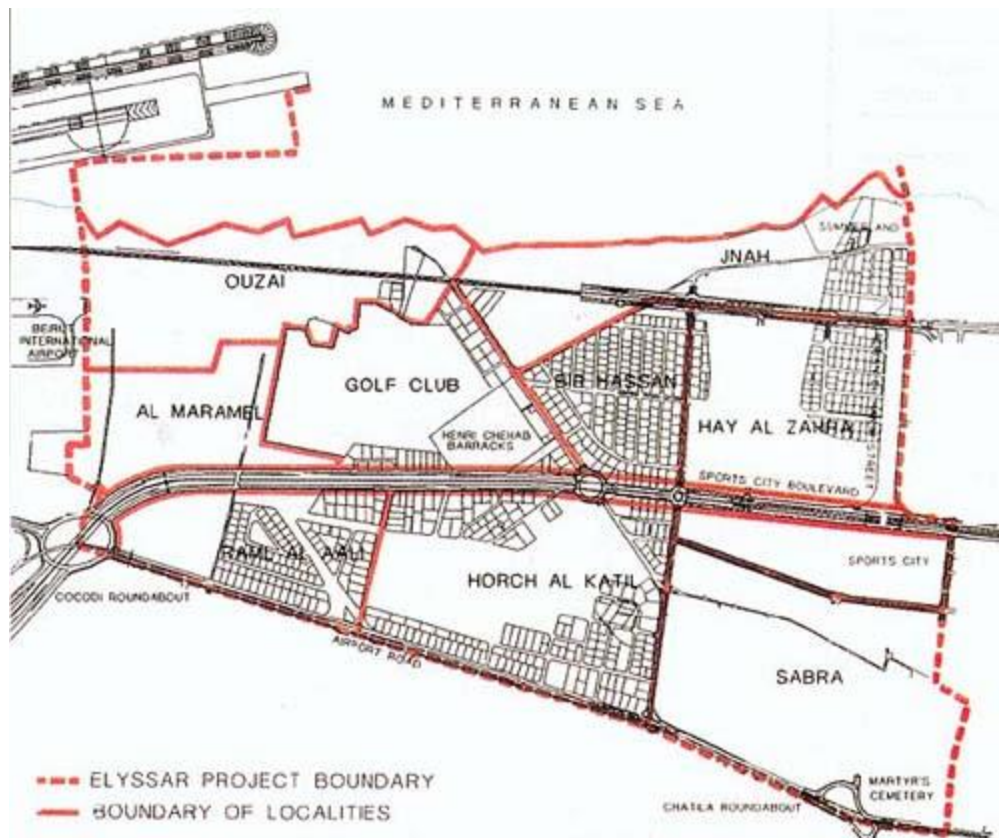 MEDITERRANEAN SEA
SUMMERLAND
JNAH
OUZAI
BEIRUT
INTERNATIONAL
AIRPORT
GOLF CLUB
BIR HASSAN
AL MARAMEL
HENRI CHEHAB
BARRACKS
HAY AL ZAHRA
STREET
SPORTS CITY BOULEVARD
RAML AL AALI
SPORTS CITY
HORCH AL KATIL
COCODI ROUNDABOUT
AIRPORT ROAD
SABRA
ELYSSAR PROJECT BOUNDARY
MARTYR'S
CEMETERY
CHATILA ROUNDABOUT
BOUNDARY OF LOCALITIES